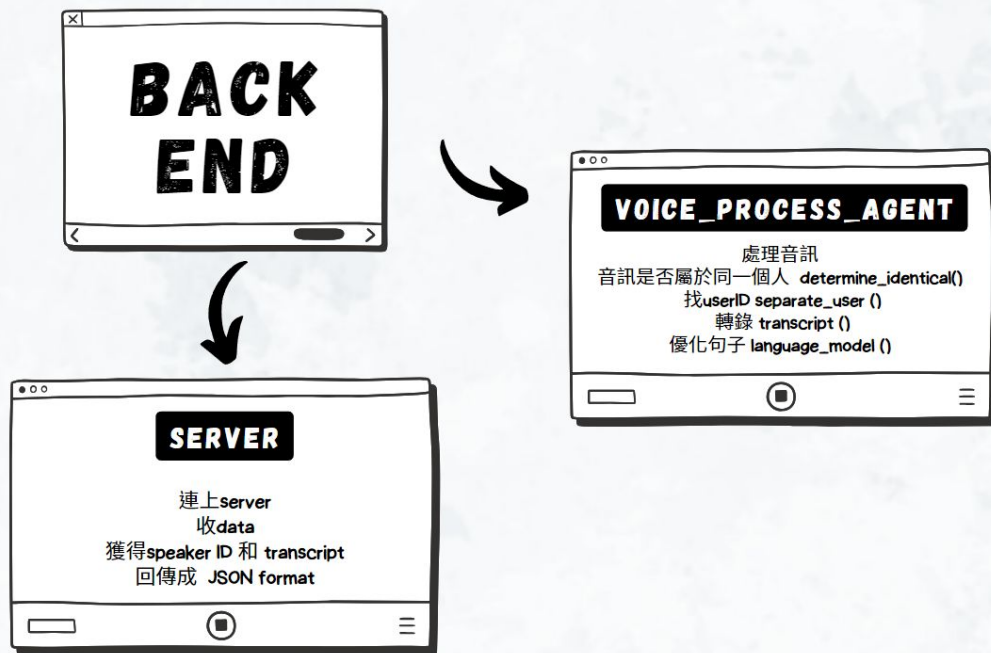 BACK
END
VOICE_PROCESS_AGENT
處理音訊
音訊是否屬於同一個人 determine_identical()
找userID separate_user ()
轉錄 transcript ()
優化句子 language_model ()
SERVER
連上server
收data
獲得speaker ID 和 transcript
回傳成 JSON format